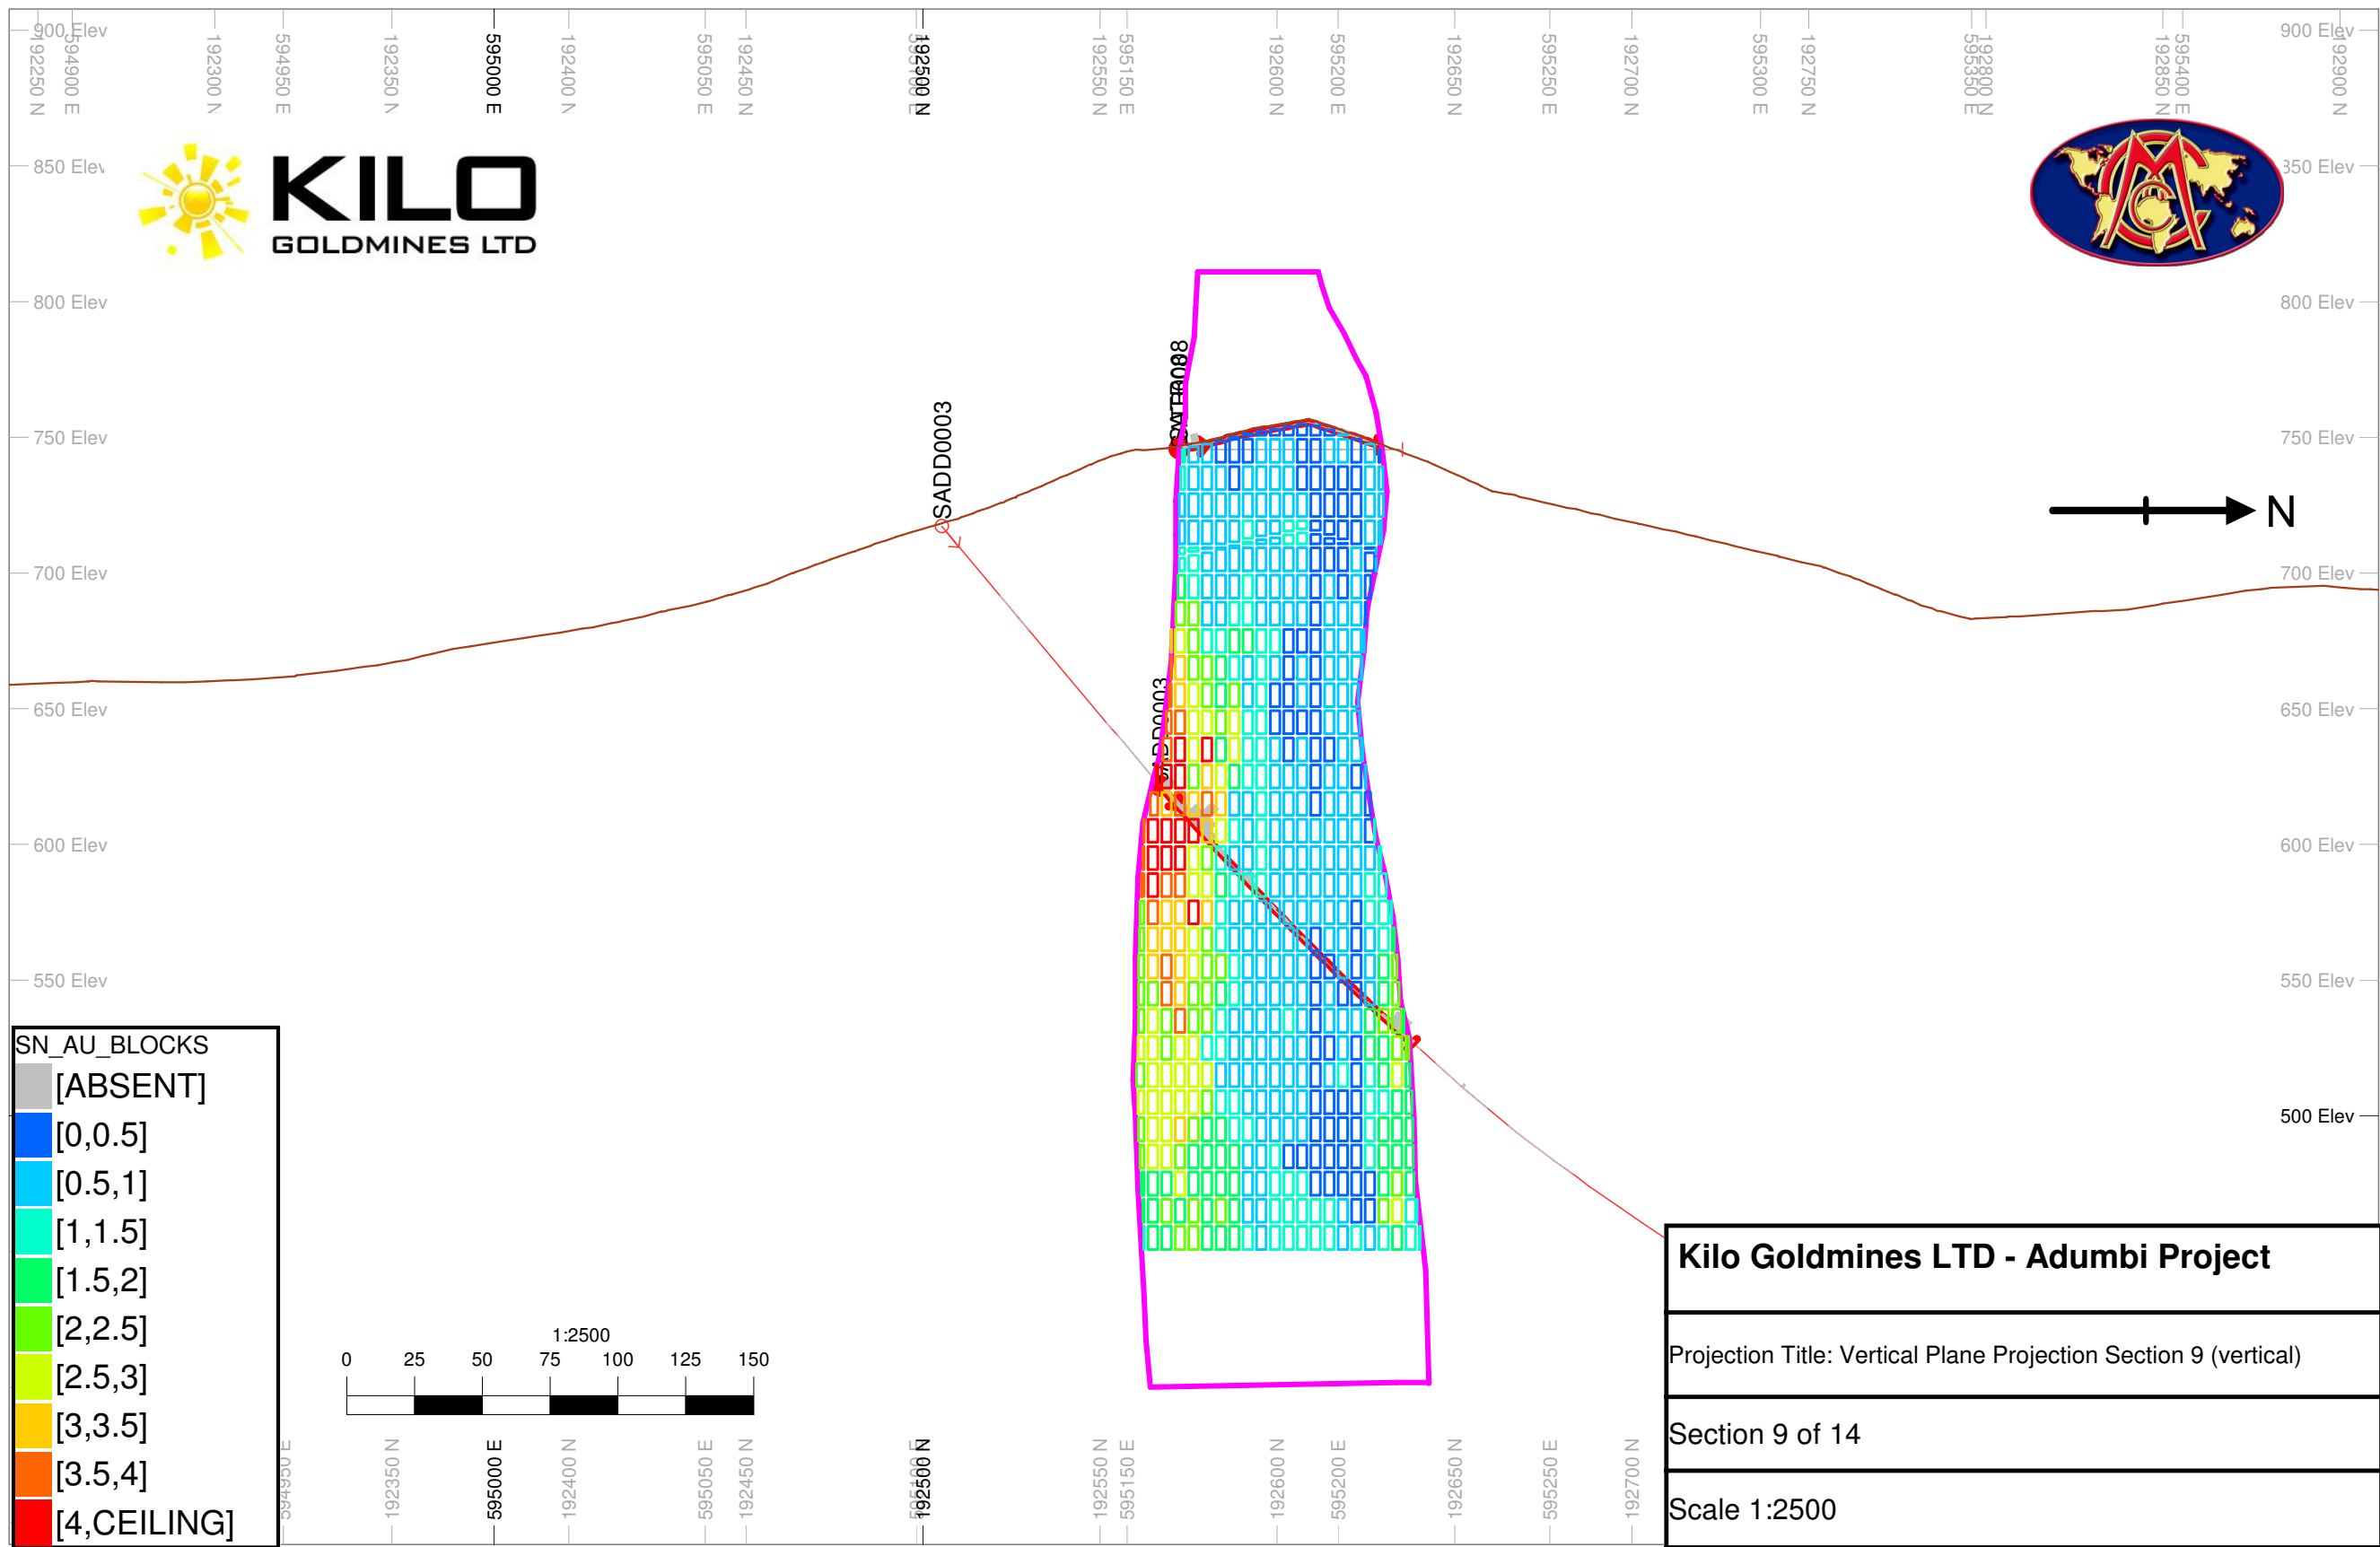 900 Elev
192250 N
594900 E
192300 N
594950 E
192350 N
595000 E
192400 N
595050 E
192450 N
192500 N
192550 N
595150 E
192600 N
595200 E
192650 N
595250 E
192700 N
595300 E
192750 N
595350 E
192800 N
192850 N
595400 E
192900 N
900 Elev
850 Elev
KILO
GOLDMINES LTD
MCC
350 Elev
800 Elev
800 Elev
750 Elev
750 Elev
SADD0003
N
700 Elev
700 Elev
650 Elev
650 Elev
600 Elev
600 Elev
550 Elev
550 Elev
500 Elev
SN_AU_BLOCKS
[ABSENT]
[0,0.5]
[0.5,1]
[1,1.5]
[1.5,2]
[2,2.5]
[2.5,3]
[3,3.5]
[3.5,4]
[4,CEILING]
1:2500
0 25 50 75 100 125 150
594950 E
192350 N
595000 E
192400 N
595050 E
192450 N
192500 N
192550 N
595150 E
192600 N
595200 E
192650 N
595250 E
192700 N
Kilo Goldmines LTD - Adumbi Project
Projection Title: Vertical Plane Projection Section 9 (vertical)
Section 9 of 14
Scale 1:2500